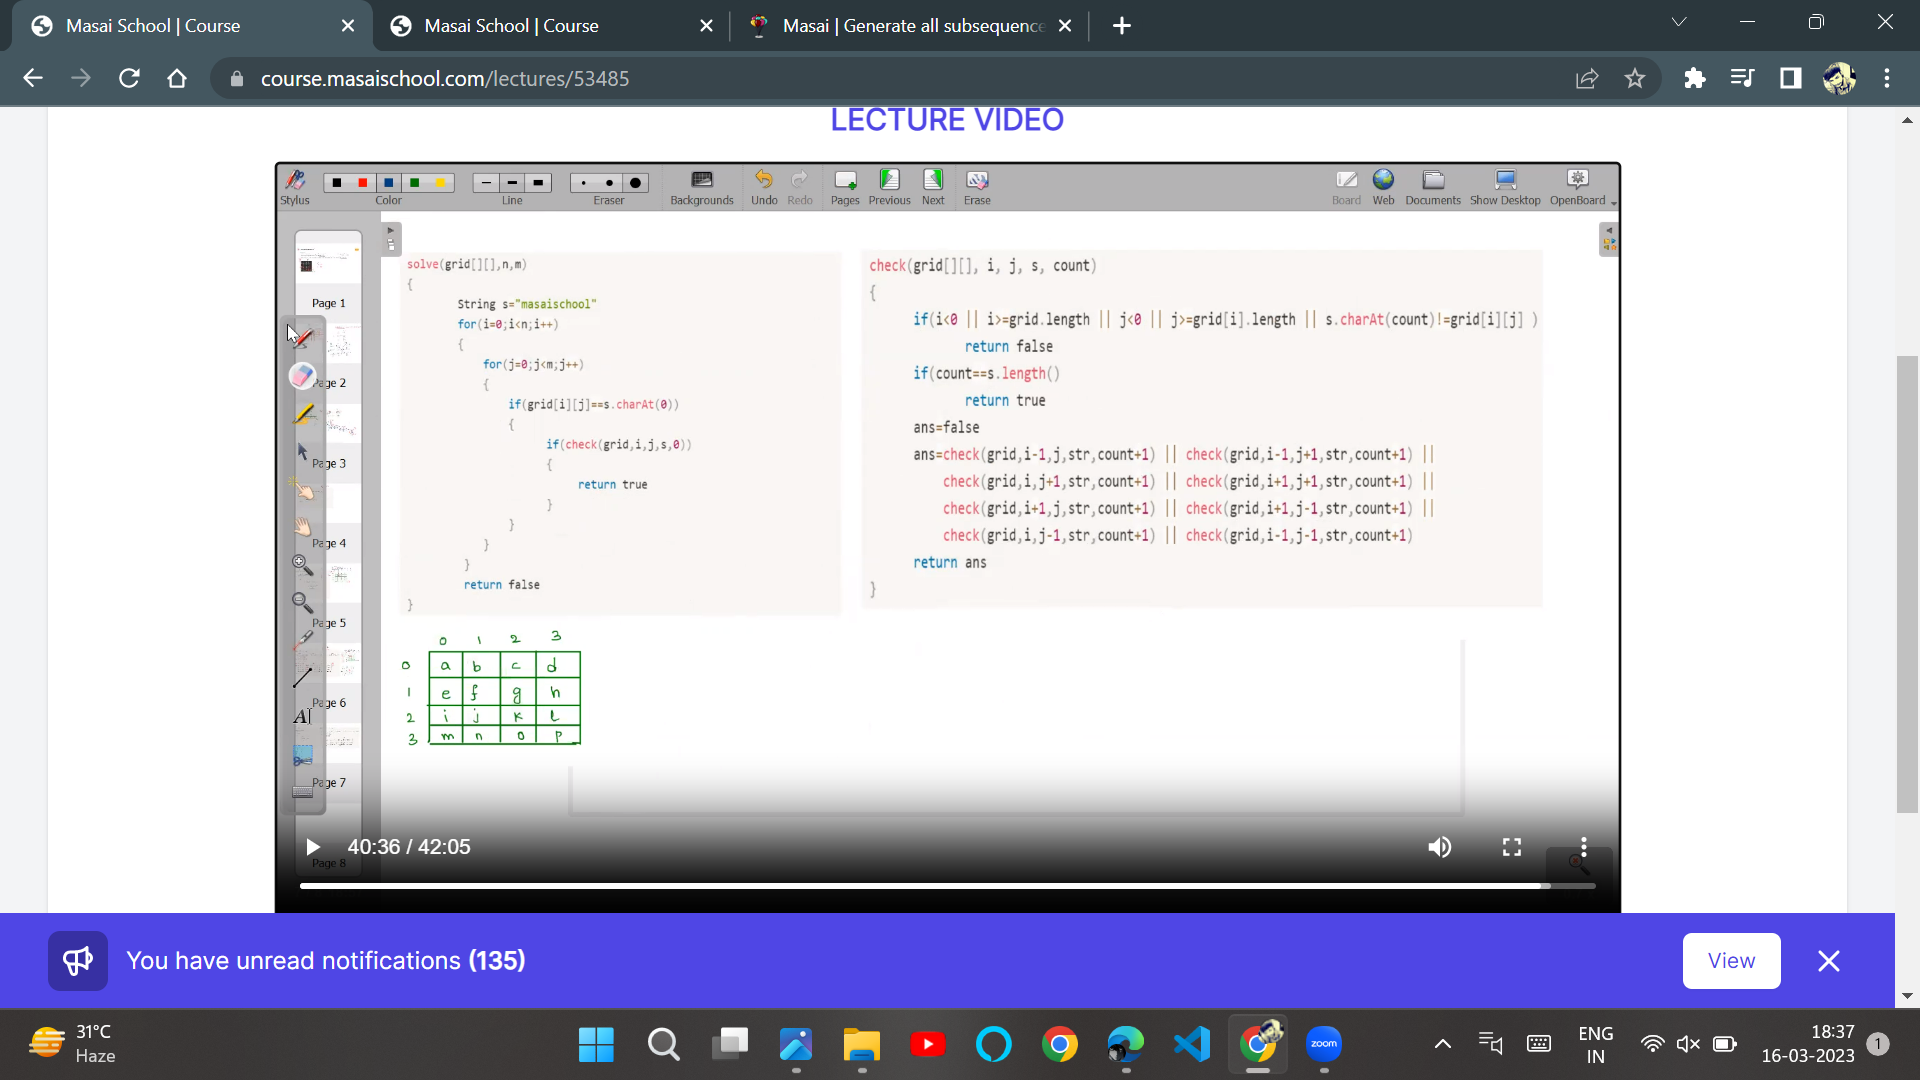 Masai School | Course
Masai School | Course
Masai | Generate all subsequence
course.masaischool.com/lectures/53485
LECTURE VIDEO
Stylus
Color
Line
Eraser
Backgrounds
Undo
Redo
Pages
Previous
Next
Erase
Board
Web
Documents
Show Desktop
OpenBoard
Page 1
Page 2
Page 3
Page 4
Page 5
Page 6
Page 7
Page 8
solve(grid[][],n,m)
{
String s="masaischool"
for(i=0;i<n;i++)
{
for(j=0;j<m;j++)
{
if(grid[i][j]==s.charAt(0))
{
if(check(grid,i,j,s,0))
{
return true
}
}
}
}
return false
}
check(grid[][], i, j, s, count)
{
if(i<0 || i>=grid.length || j<0 || j>=grid[i].length || s.charAt(count)!=grid[i][j] )
return false
if(count==s.length()
return true
ans=false
ans=check(grid,i-1,j,str,count+1) || check(grid,i-1,j+1,str,count+1) ||
check(grid,i,j+1,str,count+1) || check(grid,i+1,j+1,str,count+1) ||
check(grid,i+1,j,str,count+1) || check(grid,i+1,j-1,str,count+1) ||
check(grid,i,j-1,str,count+1) || check(grid,i-1,j-1,str,count+1)
return ans
}
0 1 2 3
0 a b c d
1 e f g h
2 i j k l
3 m n o p
40:36 / 42:05
You have unread notifications (135)
View
31°C
Haze
zoom
ENG
IN
18:37
16-03-2023
1